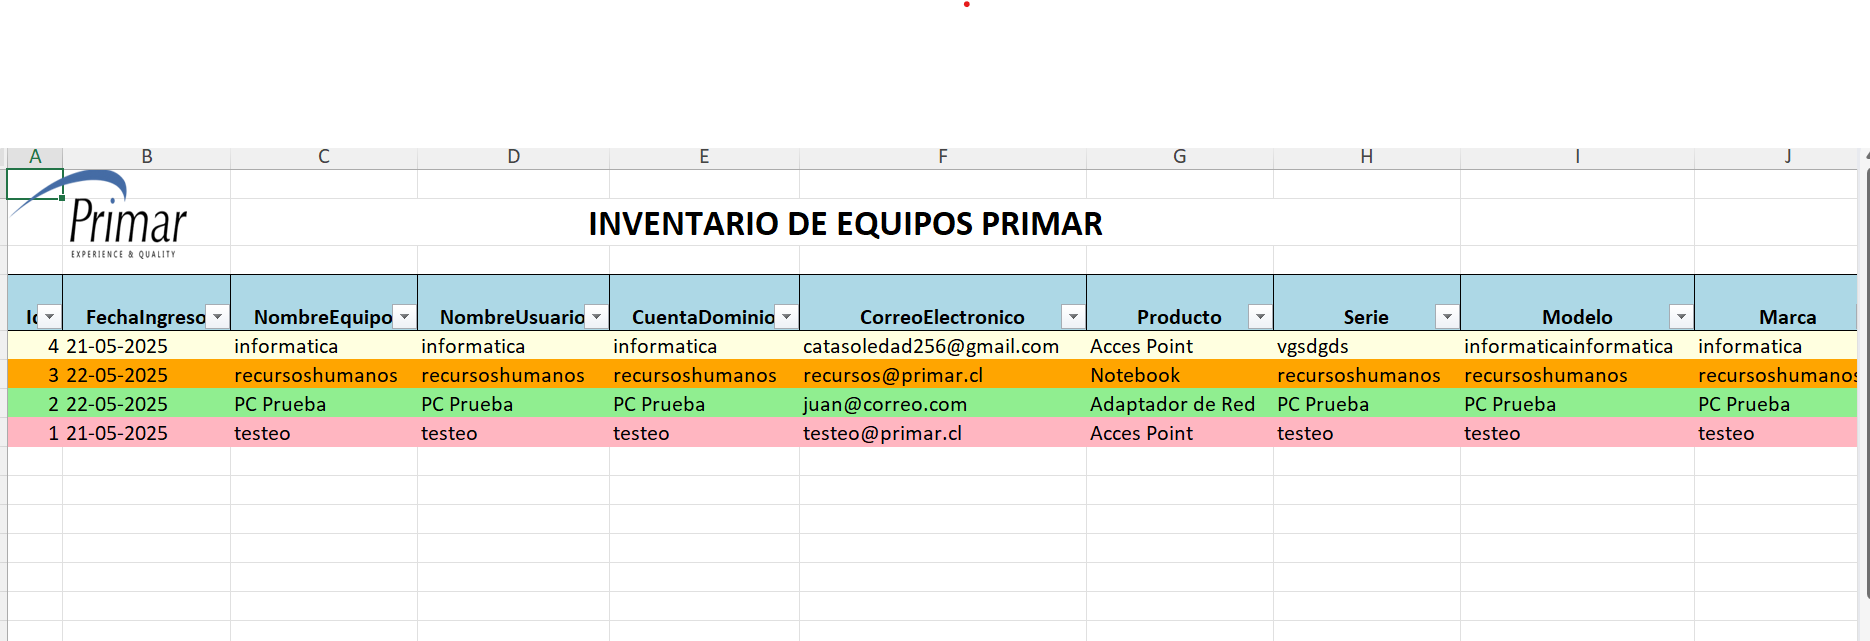 A B C D E F G H I J
Primar
EXPERIENCE & QUALITY
INVENTARIO DE EQUIPOS PRIMAR
FechaIngreso NombreEquipo NombreUsuario CuentaDominio CorreoElectronico Producto Serie Modelo Marca
4 21-05-2025 informatica informatica informatica catasoledad256@gmail.com Acces Point vgsdgds informaticainformatica informatica
3 22-05-2025 recursoshumanos recursoshumanos recursoshumanos recursos@primar.cl Notebook recursoshumanos recursoshumanos recursoshumanos
2 22-05-2025 PC Prueba PC Prueba PC Prueba juan@correo.com Adaptador de Red PC Prueba PC Prueba PC Prueba
1 21-05-2025 testeo testeo testeo testeo@primar.cl Acces Point testeo testeo testeo